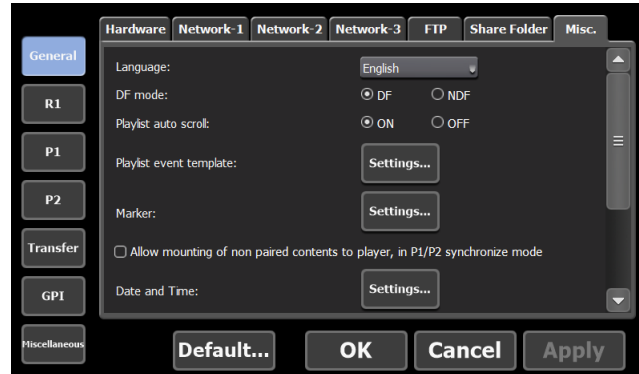 Hardware Network-1 Network-2 Network-3 FTP Share Folder Misc.
General
R1
P1
P2
Transfer
GPI
Miscellaneous
Language: English
DF mode: DF NDF
Playlist auto scroll: ON OFF
Playlist event template: Settings...
Marker: Settings...
Allow mounting of non paired contents to player, in P1/P2 synchronize mode
Date and Time: Settings...
Default... OK Cancel Apply